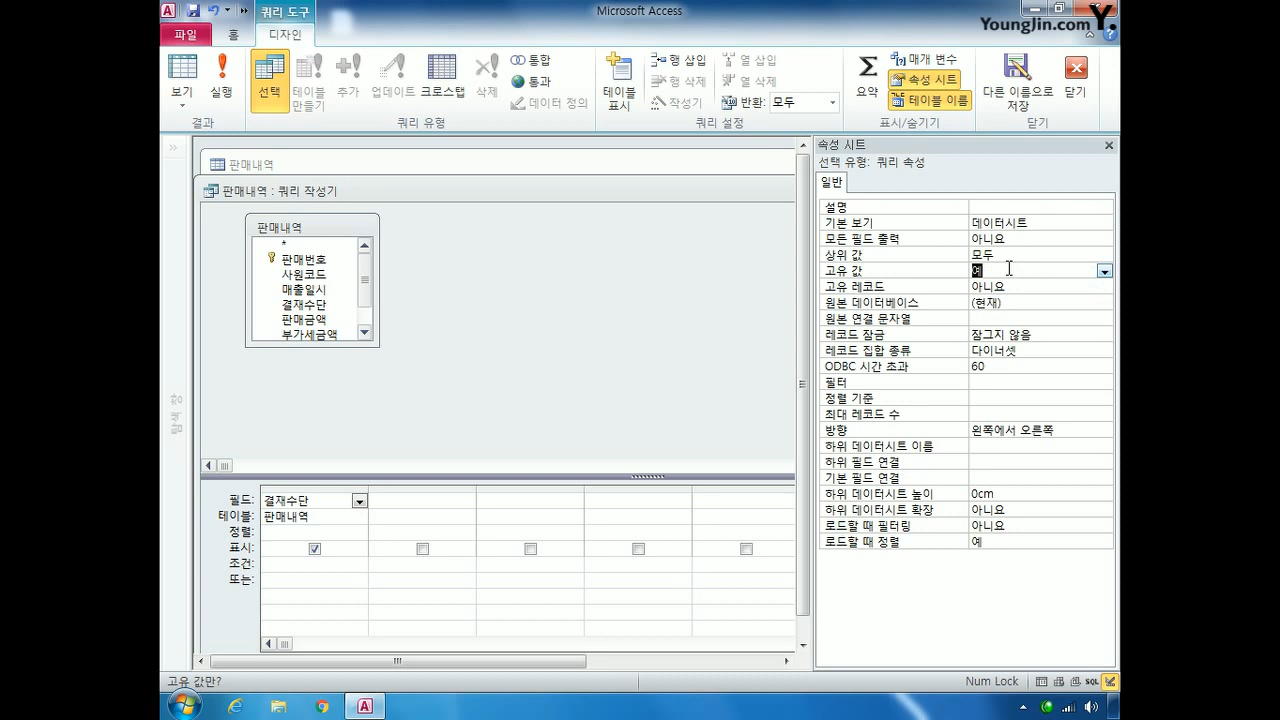 쿼리 도구
Microsoft Access
Younglin.com Y.
파일
홈
디자인
보기
실행
결과
선택
테이블
만들기
추가
업데이트
크로스탭
삭제
통합
통과
데이터 정의
쿼리 유형
테이블
표시
행 삽입
행 삭제
작성기
열 삽입
열 삭제
반환: 모두
쿼리 설정
요약
매개 변수
속성 시트
테이블 이름
표시/숨기기
다른 이름으로
저장
닫기
닫기
판매내역
판매내역 : 쿼리 작성기
판매내역
*
판매번호
사원코드
매출일시
결재수단
판매금액
부가세금액
탐색 창
필드: 결재수단
테이블: 판매내역
정렬:
표시:
조건:
또는:
속성 시트
선택 유형: 쿼리 속성
일반
설명
기본 보기 데이터시트
모든 필드 출력 아니요
상위 값 모두
고유 값 예
고유 레코드 아니요
원본 데이터베이스 (현재)
원본 연결 문자열
레코드 잠금 잠그지 않음
레코드 집합 종류 다이너셋
ODBC 시간 초과 60
필터
정렬 기준
최대 레코드 수
방향 왼쪽에서 오른쪽
하위 데이터시트 이름
하위 필드 연결
기본 필드 연결
하위 데이터시트 높이 0cm
하위 데이터시트 확장 아니요
로드할 때 필터링 아니요
로드할 때 정렬 예
고유 값만?
Num Lock
SQL